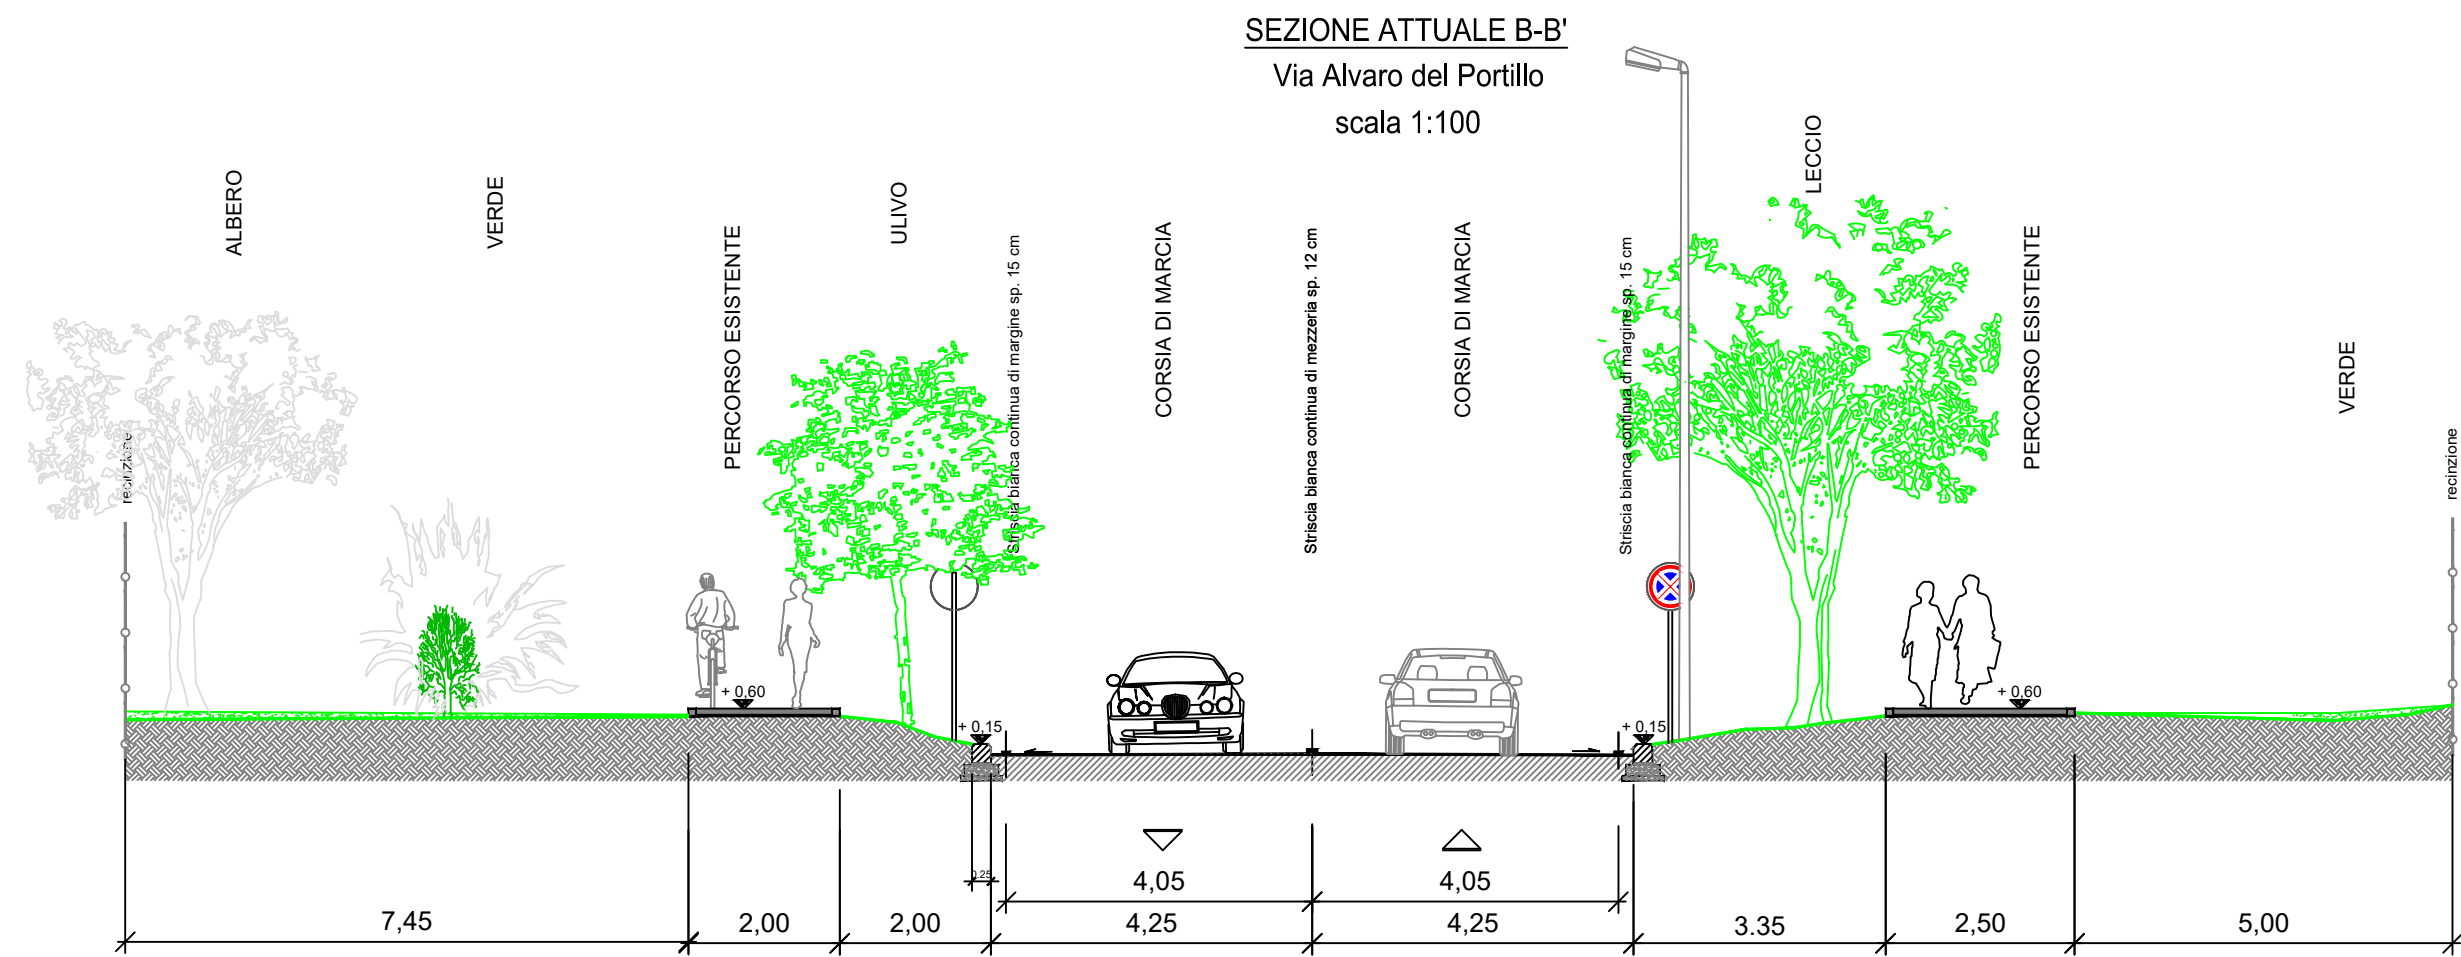 SEZIONE ATTUALE B-B'
Via Alvaro del Portillo
scala 1:100
ALBERO
VERDE
PERCORSO ESISTENTE
ULIVO
Striscia bianca continua di margine sp. 15 cm
CORSIA DI MARCIA
Striscia bianca continua di mezzeria sp. 12 cm
CORSIA DI MARCIA
Striscia bianca continua di margine sp. 15 cm
LECCIO
PERCORSO ESISTENTE
VERDE
recinzione
recinzione
+ 0,60
+ 0,15
+ 0,15
+ 0,60
0.25
4,05
4,05
7,45
2,00
2,00
4,25
4,25
3.35
2,50
5,00